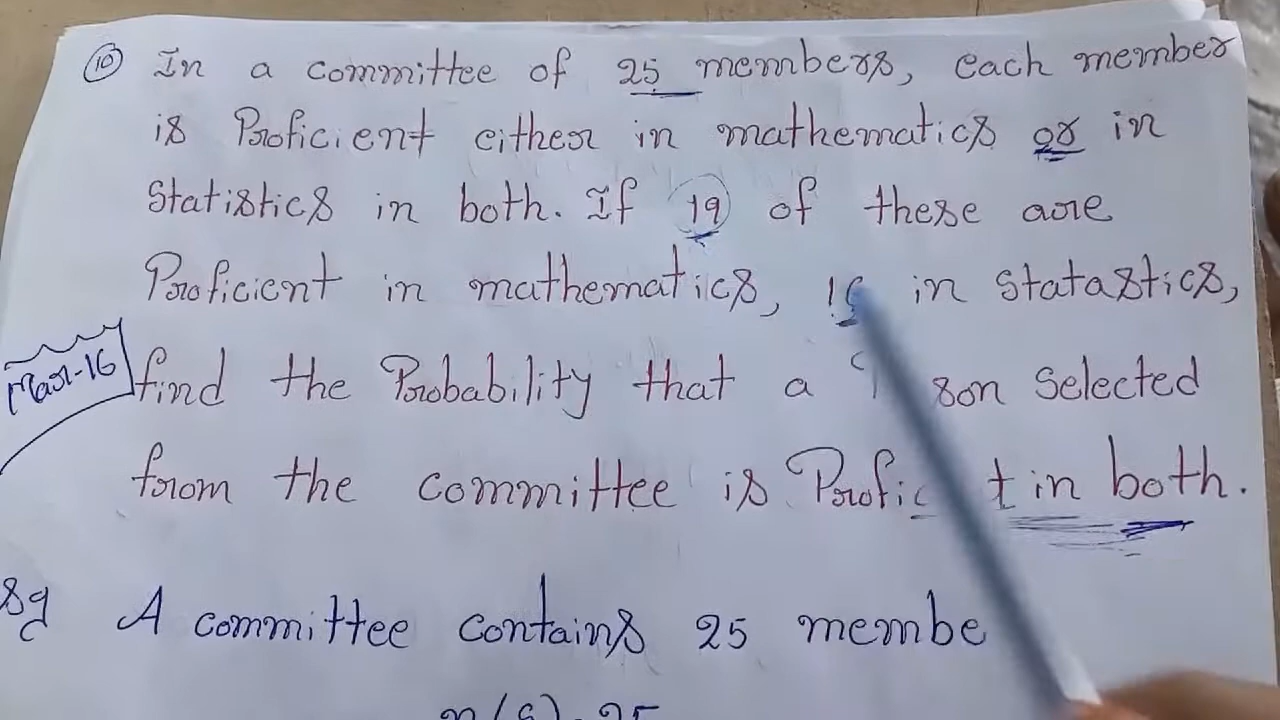 10 In a committee of 25 members, each member
is Proficient either in mathematics or in
Statistics in both. If 19 of these are
Proficient in mathematics, in Statastics,
Mar-16
find the Probability that a son Selected
from the committee is in both.
A committee contains 25 membe